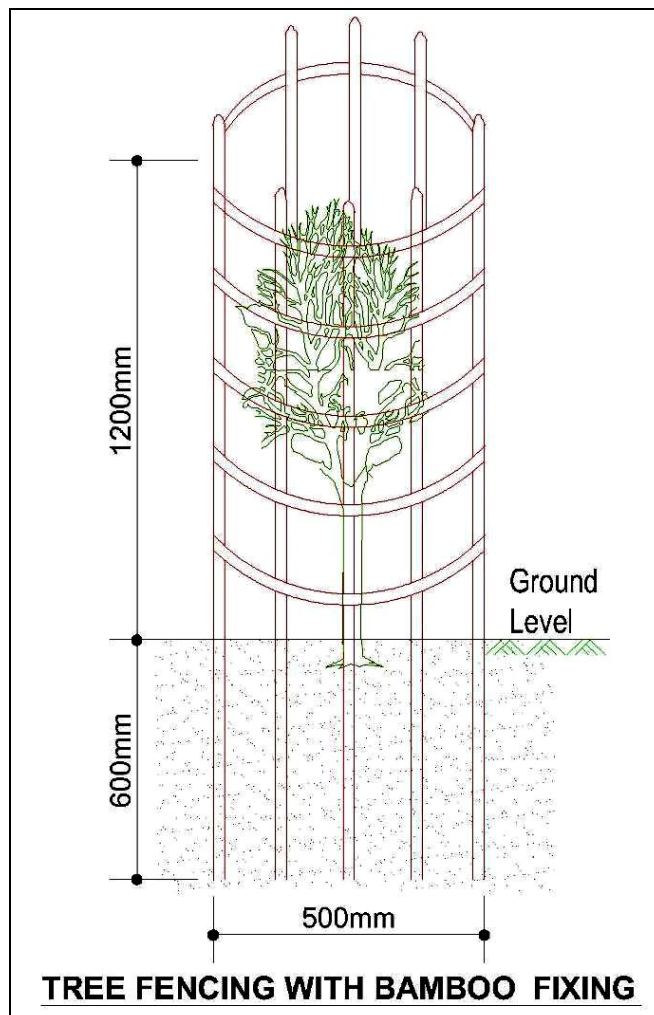 1200mm
Ground
Level
600mm
500mm
TREE FENCING WITH BAMBOO FIXING